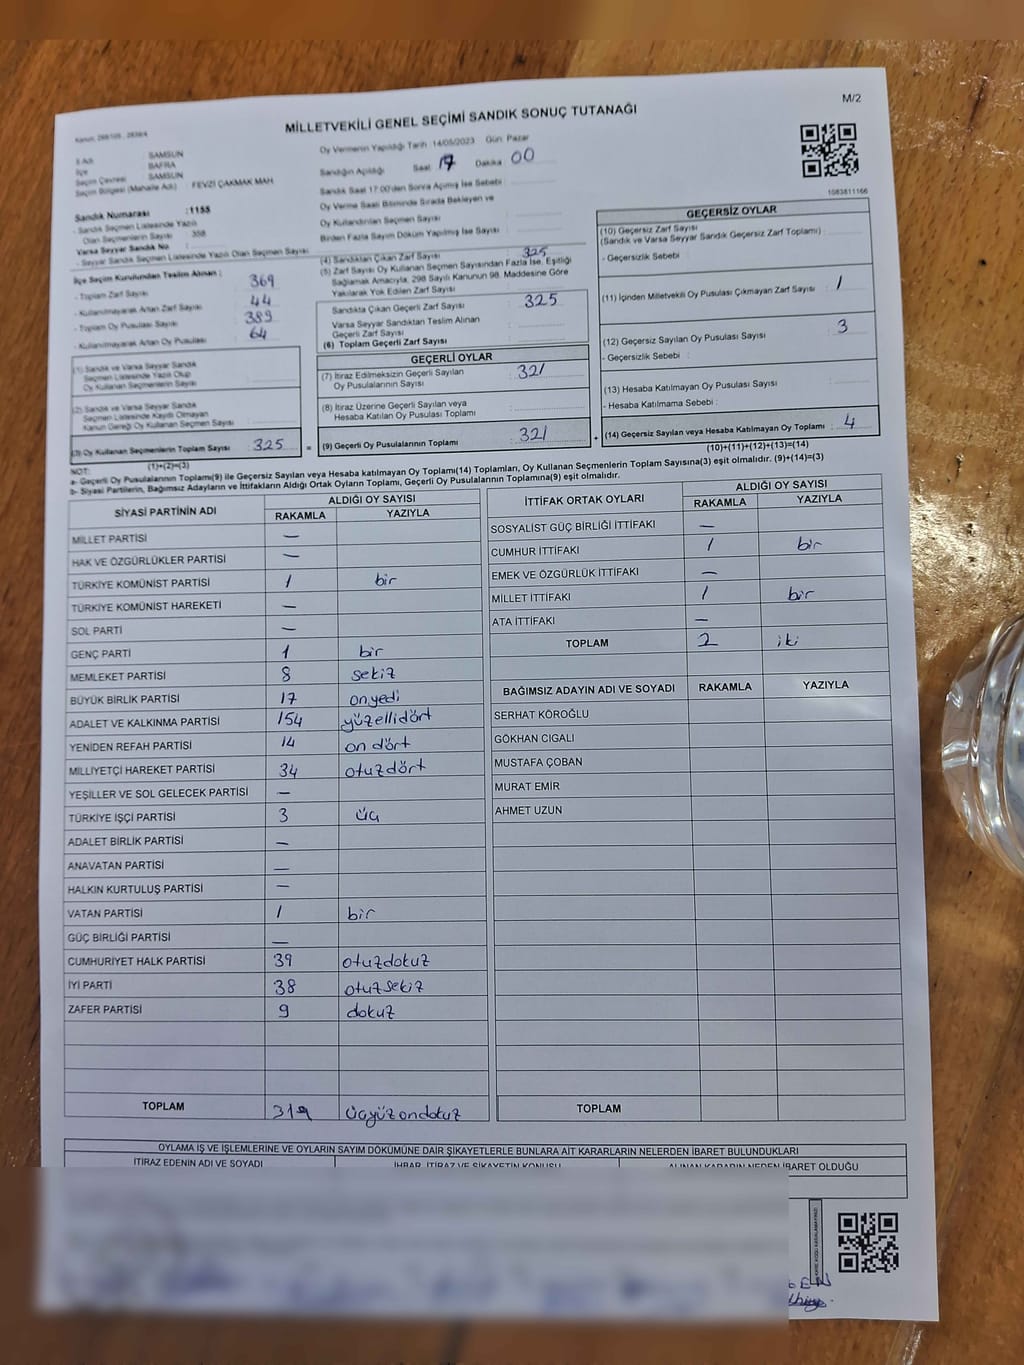 M/2
MİLLETVEKİLİ GENEL SEÇİMİ SANDIK SONUÇ TUTANAĞI
Oy Vermenin Yapıldığı Tarih 14/05/2023 Gün: Pazar
İl Adı : SAMSUN
İlçe : BAFRA
Seçim Çevresi : SAMSUN
Seçim Bölgesi (Mahalle Adı) : FEVZİ ÇAKMAK MAH
Sandığın Açıldığı Saat 17 Dakika 00
Sandık Saat 17:00'den Sonra Açılmış İse Sebebi :
Oy Verme Saati Bitiminde Sırada Bekleyen ve
Oy Kullandırılan Seçmen Sayısı
Birden Fazla Sayım Döküm Yapılmış İse Sayısı :
1083811166
Sandık Numarası : 1155
- Sandık Seçmen Listesinde Yazılı
Olan Seçmenlerin Sayısı : 358
Varsa Seyyar Sandık No :
- Seyyar Sandık Seçmen Listesinde Yazılı Olan Seçmen Sayısı
İlçe Seçim Kurulundan Teslim Alınan :
- Toplam Zarf Sayısı 369
- Kullanılmayarak Artan Zarf Sayısı 44
- Toplam Oy Pusulası Sayısı 389
- Kullanılmayarak Artan Oy Pusulası 64
(1) Sandık ve Varsa Seyyar Sandık
Seçmen Listesinde Yazılı Olup
Oy Kullanan Seçmenlerin Sayısı
(2) Sandık ve Varsa Seyyar Sandık
Seçmen Listesinde Kayıtlı Olmayan
Kanun Gereği Oy Kullanan Seçmen Sayısı
(3) Oy Kullanan Seçmenlerin Toplam Sayısı 325 =
(1)+(2)=(3)
(4) Sandıktan Çıkan Zarf Sayısı 325
(5) Zarf Sayısı Oy Kullanan Seçmen Sayısından Fazla İse, Eşitliği
Sağlamak Amacıyla, 298 Sayılı Kanunun 98. Maddesine Göre
Yakılarak Yok Edilen Zarf Sayısı
Sandıkta Çıkan Geçerli Zarf Sayısı : 325
Varsa Seyyar Sandıktan Teslim Alınan
Geçerli Zarf Sayısı
(6) Toplam Geçerli Zarf Sayısı :
GEÇERLİ OYLAR
(7) İtiraz Edilmeksizin Geçerli Sayılan
Oy Pusulalarının Sayısı : 321
(8) İtiraz Üzerine Geçerli Sayılan veya
Hesaba Katılan Oy Pusulası Toplamı :
(9) Geçerli Oy Pusulalarının Toplamı : 321 +
GEÇERSİZ OYLAR
(10) Geçersiz Zarf Sayısı
(Sandık ve Varsa Seyyar Sandık Geçersiz Zarf Toplamı) :
- Geçersizlik Sebebi :
(11) İçinden Milletvekili Oy Pusulası Çıkmayan Zarf Sayısı : 1
(12) Geçersiz Sayılan Oy Pusulası Sayısı : 3
- Geçersizlik Sebebi :
(13) Hesaba Katılmayan Oy Pusulası Sayısı :
- Hesaba Katılmama Sebebi :
(14) Geçersiz Sayılan veya Hesaba Katılmayan Oy Toplamı : 4
(10)+(11)+(12)+(13)=(14)
NOT:
a- Geçerli Oy Pusulalarının Toplamı(9) ile Geçersiz Sayılan veya Hesaba katılmayan Oy Toplamı(14) Toplamları, Oy Kullanan Seçmenlerin Toplam Sayısına(3) eşit olmalıdır. (9)+(14)=(3)
b- Siyasi Partilerin, Bağımsız Adayların ve İttifakların Aldığı Ortak Oyların Toplamı, Geçerli Oy Pusulalarının Toplamına(9) eşit olmalıdır.
SİYASİ PARTİNİN ADI ALDIĞI OY SAYISI
RAKAMLA YAZIYLA
MİLLET PARTİSİ —
HAK VE ÖZGÜRLÜKLER PARTİSİ —
TÜRKİYE KOMÜNİST PARTİSİ 1 bir
TÜRKİYE KOMÜNİST HAREKETİ —
SOL PARTİ —
GENÇ PARTİ 1 bir
MEMLEKET PARTİSİ 8 sekiz
BÜYÜK BİRLİK PARTİSİ 17 onyedi
ADALET VE KALKINMA PARTİSİ 154 yüzellidört
YENİDEN REFAH PARTİSİ 14 on dört
MİLLİYETÇİ HAREKET PARTİSİ 34 otuzdört
YEŞİLLER VE SOL GELECEK PARTİSİ —
TÜRKİYE İŞÇİ PARTİSİ 3 üç
ADALET BİRLİK PARTİSİ —
ANAVATAN PARTİSİ —
HALKIN KURTULUŞ PARTİSİ —
VATAN PARTİSİ 1 bir
GÜÇ BİRLİĞİ PARTİSİ —
CUMHURİYET HALK PARTİSİ 39 otuzdokuz
İYİ PARTİ 38 otuzsekiz
ZAFER PARTİSİ 9 dokuz
TOPLAM 319 üçyüzondokuz
İTTİFAK ORTAK OYLARI ALDIĞI OY SAYISI
RAKAMLA YAZIYLA
SOSYALİST GÜÇ BİRLİĞİ İTTİFAKI —
CUMHUR İTTİFAKI 1 bir
EMEK VE ÖZGÜRLÜK İTTİFAKI —
MİLLET İTTİFAKI 1 bir
ATA İTTİFAKI —
TOPLAM 2 iki
BAĞIMSIZ ADAYIN ADI VE SOYADI RAKAMLA YAZIYLA
SERHAT KÖROĞLU
GÖKHAN CIGALI
MUSTAFA ÇOBAN
MURAT EMİR
AHMET UZUN
TOPLAM
OYLAMA İŞ VE İŞLEMLERİNE VE OYLARIN SAYIM DÖKÜMÜNE DAİR ŞİKAYETLERLE BUNLARA AİT KARARLARIN NELERDEN İBARET BULUNDUKLARI
İTİRAZ EDENİN ADI VE SOYADI İHBAR, İTİRAZ VE ŞİKAYETİN KONUSU ALINAN KARARIN NEDEN İBARET OLDUĞU